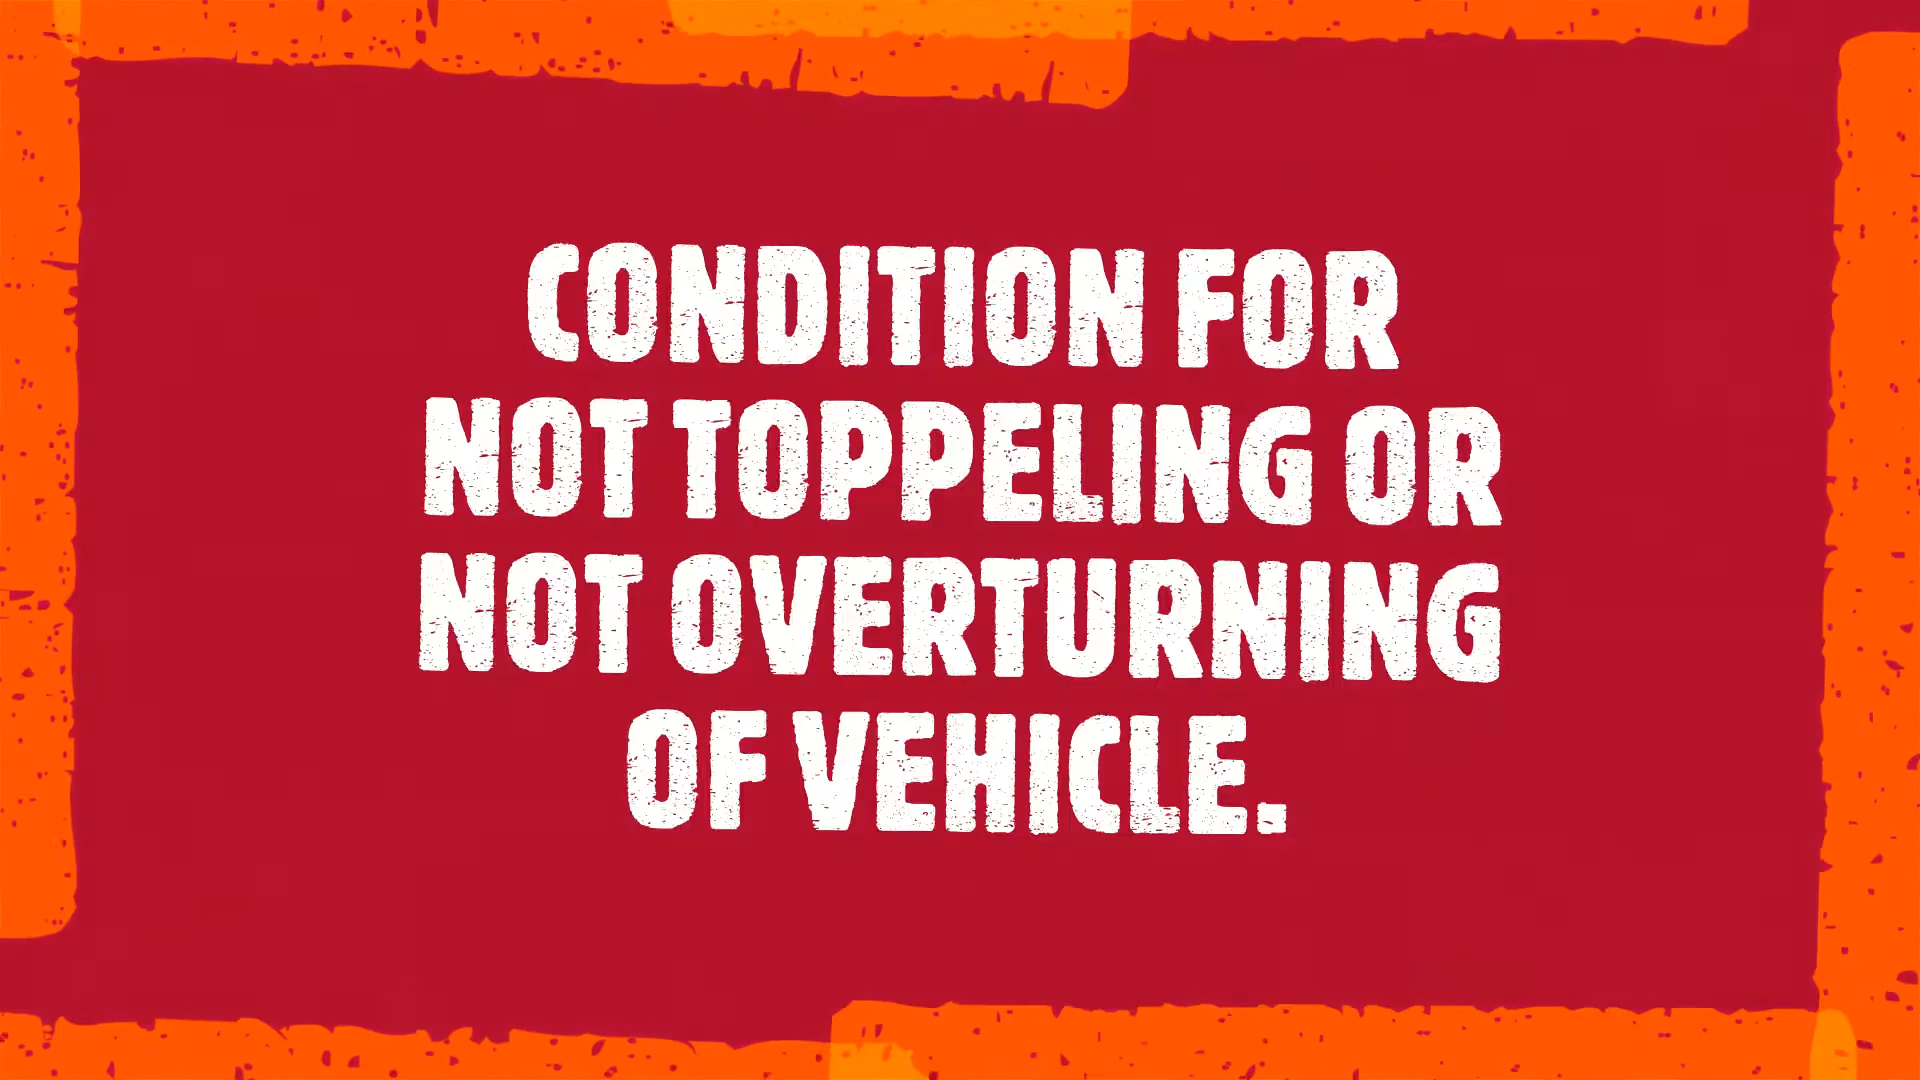 CONDITION FOR
NOT TOPPELING OR
NOT OVERTURNING
OF VEHICLE.